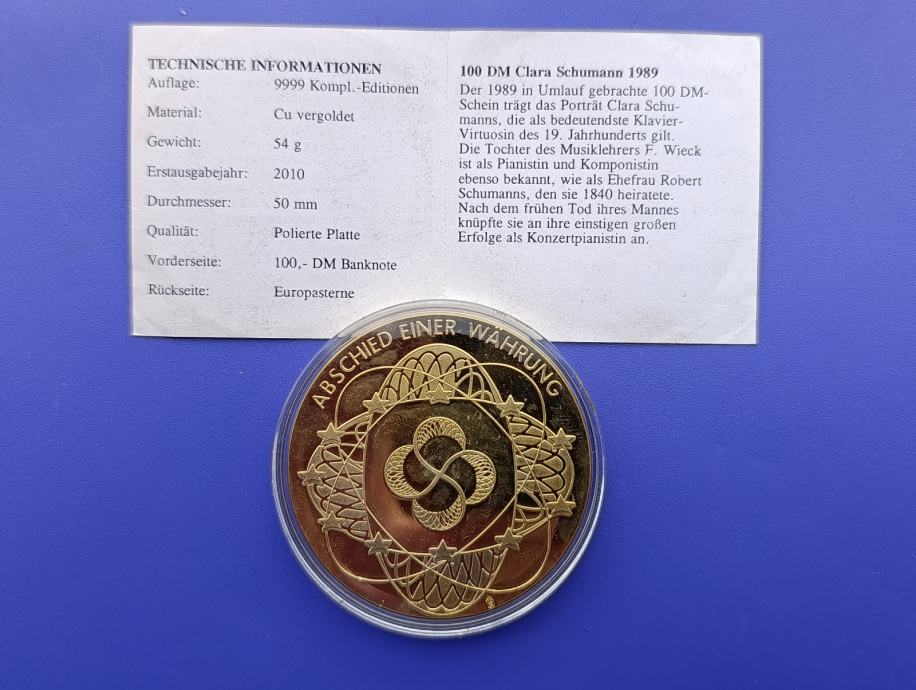 TECHNISCHE INFORMATIONEN
Auflage: 9999 Kompl.-Editionen
Material: Cu vergoldet
Gewicht: 54 g
Erstausgabejahr: 2010
Durchmesser: 50 mm
Qualität: Polierte Platte
Vorderseite: 100,- DM Banknote
Rückseite: Europasterne
100 DM Clara Schumann 1989
Der 1989 in Umlauf gebrachte 100 DM-
Schein trägt das Porträt Clara Schu-
manns, die als bedeutendste Klavier-
Virtuosin des 19. Jahrhunderts gilt.
Die Tochter des Musiklehrers F. Wieck
ist als Pianistin und Komponistin
ebenso bekannt, wie als Ehefrau Robert
Schumanns, den sie 1840 heiratete.
Nach dem frühen Tod ihres Mannes
knüpfte sie an ihre einstigen großen
Erfolge als Konzertpianistin an.
ABSCHIED EINER WÄHRUNG